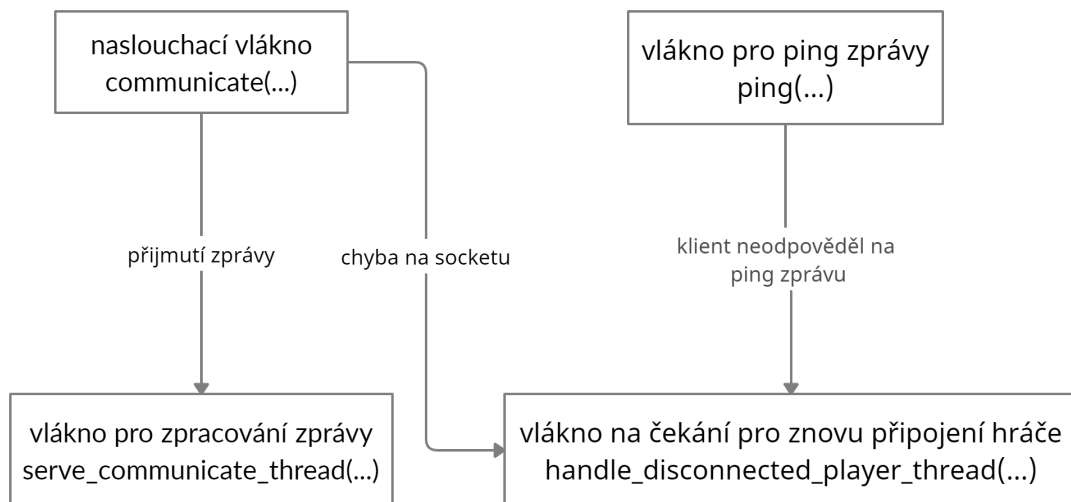 naslouchací vlákno
communicate(...)
vlákno pro ping zprávy
ping(...)
přijmutí zprávy
chyba na socketu
klient neodpověděl na
ping zprávu
vlákno pro zpracování zprávy
serve_communicate_thread(...)
vlákno na čekání pro znovu připojení hráče
handle_disconnected_player_thread(...)